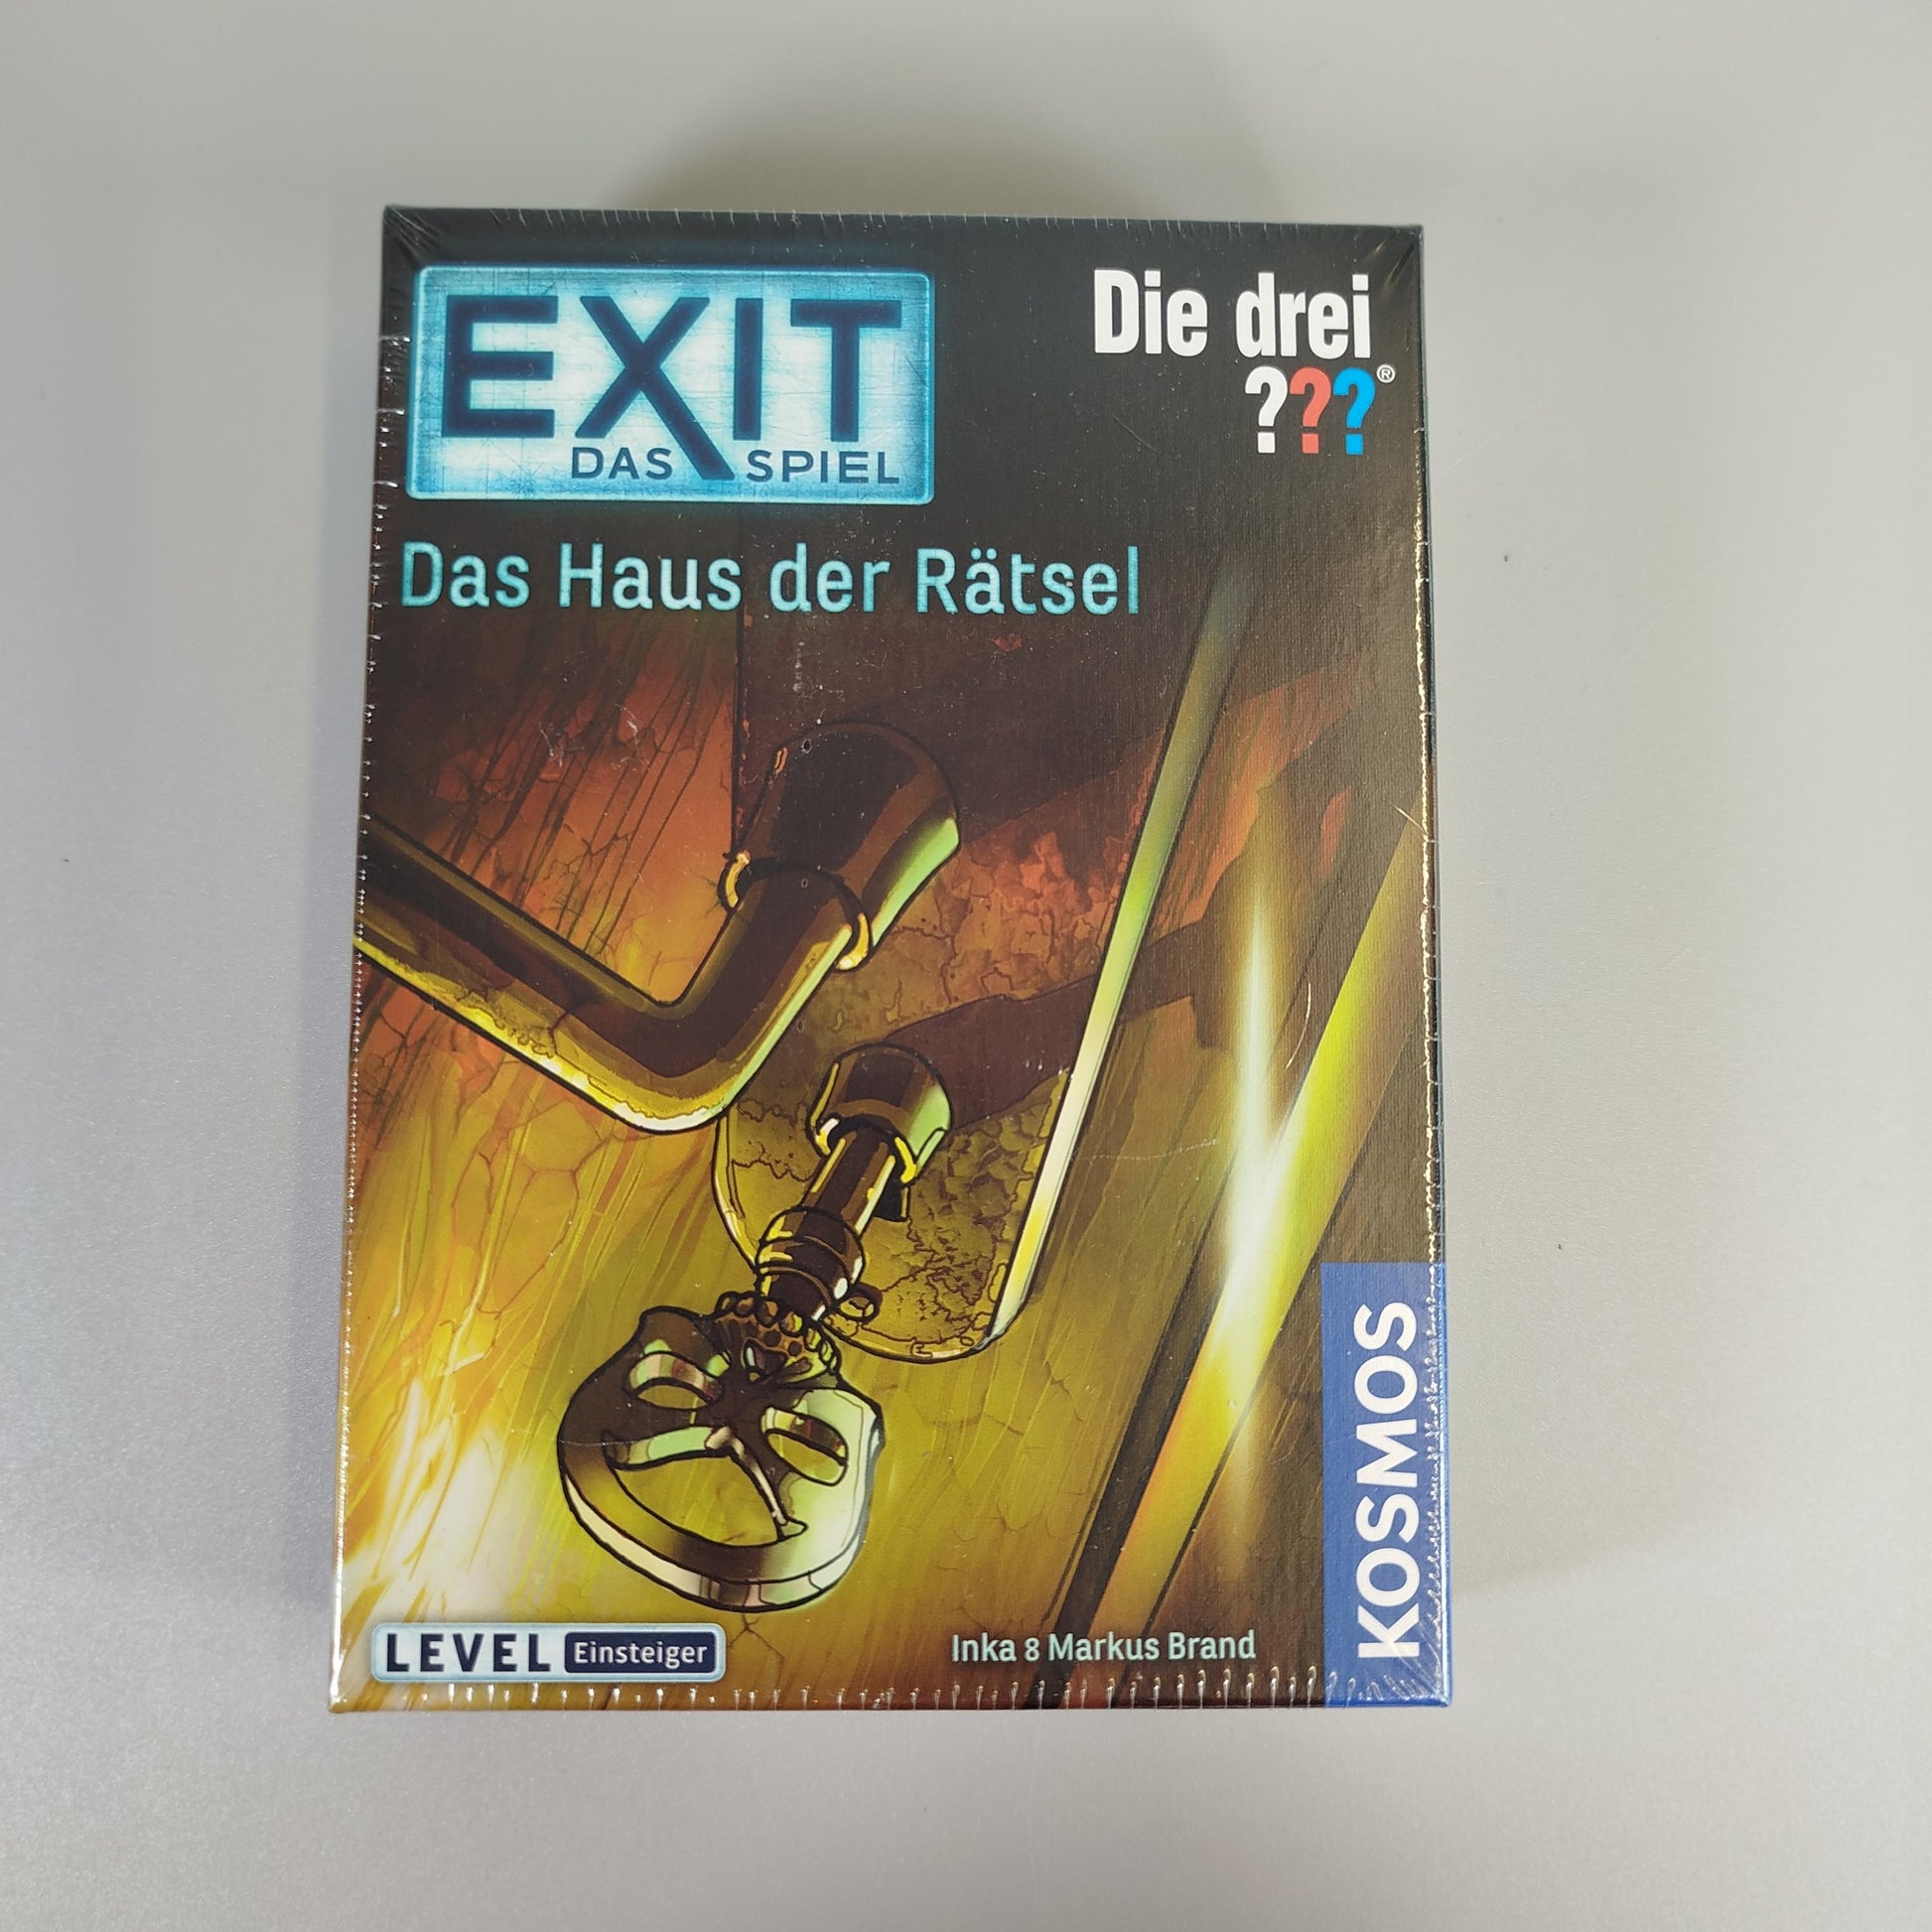 EXIT
DAS SPIEL
Die drei
???®
Das Haus der Rätsel
LEVEL Einsteiger
Inka & Markus Brand
KOSMOS